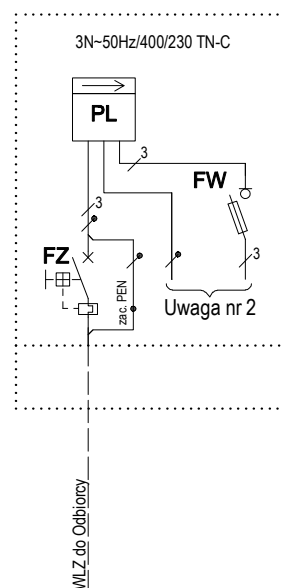 3N~50Hz/400/230 TN-C
PL
3
FW
3
FZ
3
zac. PEN
Uwaga nr 2
WLZ do Odbiorcy